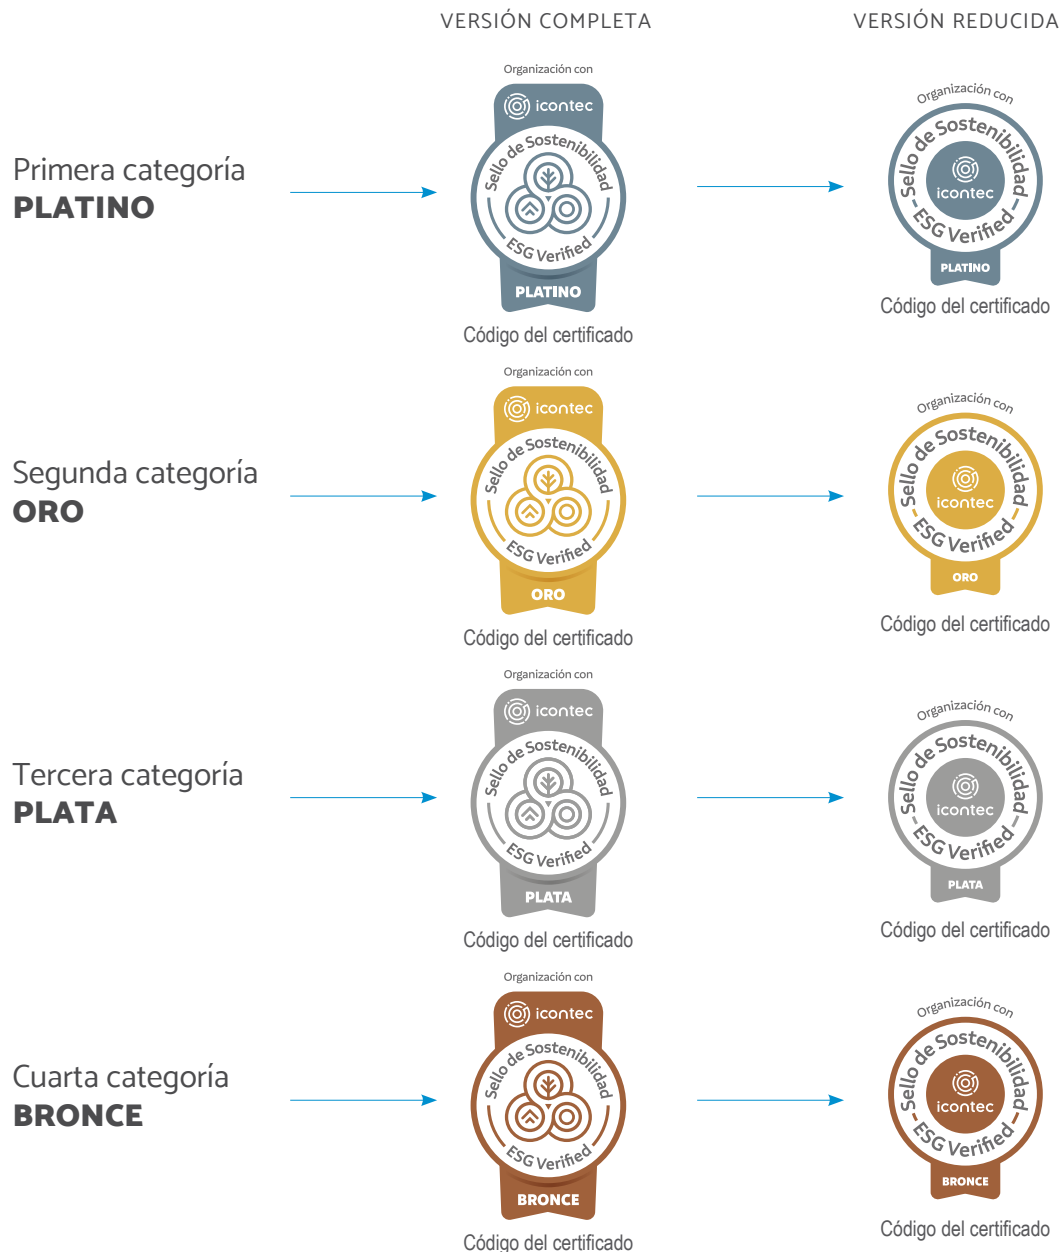 VERSIÓN COMPLETA
VERSIÓN REDUCIDA
Primera categoría
PLATINO
Organización con
icontec
Sello de Sostenibilidad
ESG Verified
PLATINO
Código del certificado
Organización con
Sello de Sostenibilidad
icontec
ESG Verified
PLATINO
Código del certificado
Segunda categoría
ORO
Organización con
icontec
Sello de Sostenibilidad
ESG Verified
ORO
Código del certificado
Organización con
Sello de Sostenibilidad
icontec
ESG Verified
ORO
Código del certificado
Tercera categoría
PLATA
Organización con
icontec
Sello de Sostenibilidad
ESG Verified
PLATA
Código del certificado
Organización con
Sello de Sostenibilidad
icontec
ESG Verified
PLATA
Código del certificado
Cuarta categoría
BRONCE
Organización con
icontec
Sello de Sostenibilidad
ESG Verified
BRONCE
Código del certificado
Organización con
Sello de Sostenibilidad
icontec
ESG Verified
BRONCE
Código del certificado